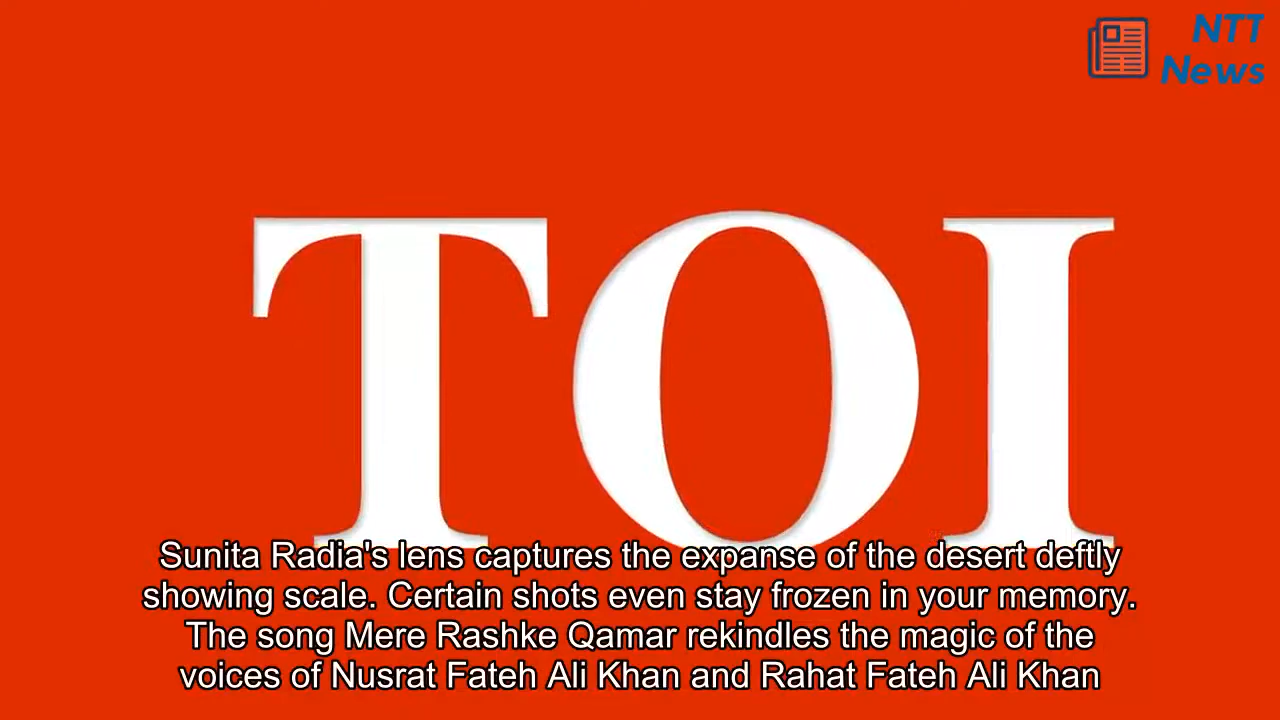 NTT
News
TOI
Sunita Radia's lens captures the expanse of the desert deftly
showing scale. Certain shots even stay frozen in your memory.
The song Mere Rashke Qamar rekindles the magic of the
voices of Nusrat Fateh Ali Khan and Rahat Fateh Ali Khan